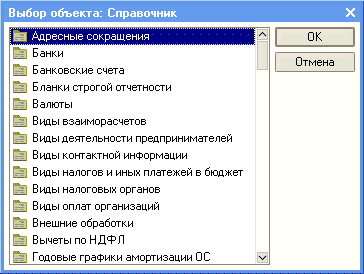 Выбор объекта: Справочник
Адресные сокращения
Банки
Банковские счета
Бланки строгой отчетности
Валюты
Виды взаиморасчетов
Виды деятельности предпринимателей
Виды контактной информации
Виды налогов и иных платежей в бюджет
Виды налоговых органов
Виды оплат организаций
Внешние обработки
Вычеты по НДФЛ
Годовые графики амортизации ОС
OK
Отмена